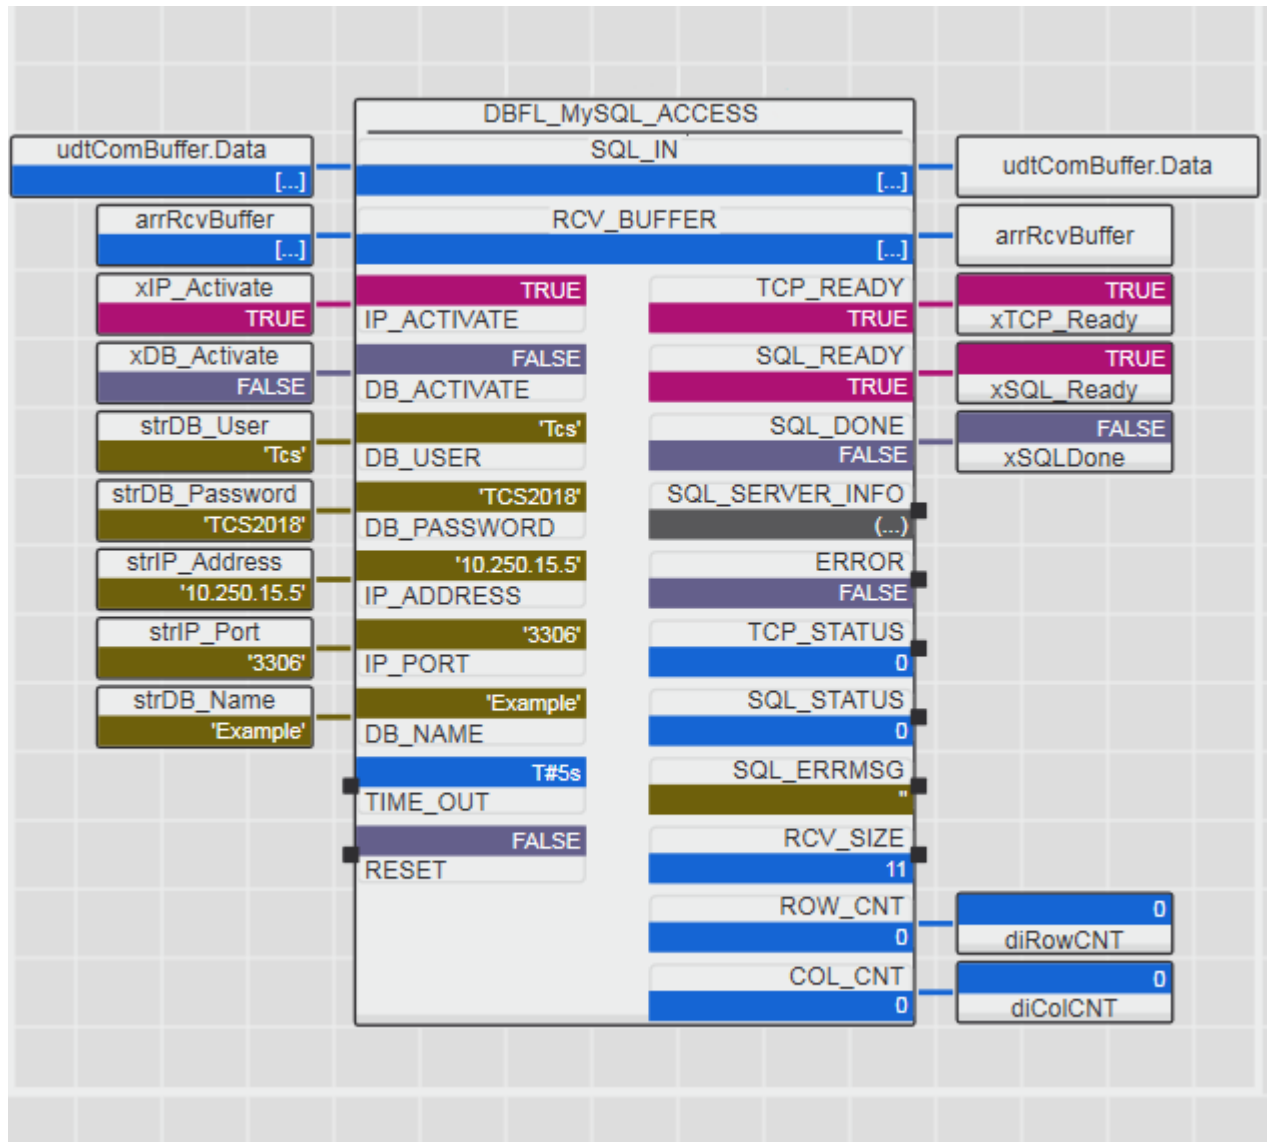 DBFL_MySQL_ACCESS
udtComBuffer.Data
[...]
SQL_IN
[...]
udtComBuffer.Data
arrRcvBuffer
[...]
RCV_BUFFER
[...]
arrRcvBuffer
xIP_Activate
TRUE
TRUE
IP_ACTIVATE
TCP_READY
TRUE
TRUE
xTCP_Ready
xDB_Activate
FALSE
FALSE
DB_ACTIVATE
SQL_READY
TRUE
TRUE
xSQL_Ready
strDB_User
'Tcs'
'Tcs'
DB_USER
SQL_DONE
FALSE
FALSE
xSQLDone
strDB_Password
'TCS2018'
'TCS2018'
DB_PASSWORD
SQL_SERVER_INFO
(...)
strIP_Address
'10.250.15.5'
'10.250.15.5'
IP_ADDRESS
ERROR
FALSE
strIP_Port
'3306'
'3306'
IP_PORT
TCP_STATUS
0
strDB_Name
'Example'
'Example'
DB_NAME
SQL_STATUS
0
T#5s
TIME_OUT
SQL_ERRMSG
''
FALSE
RESET
RCV_SIZE
11
ROW_CNT
0
0
diRowCNT
COL_CNT
0
0
diColCNT